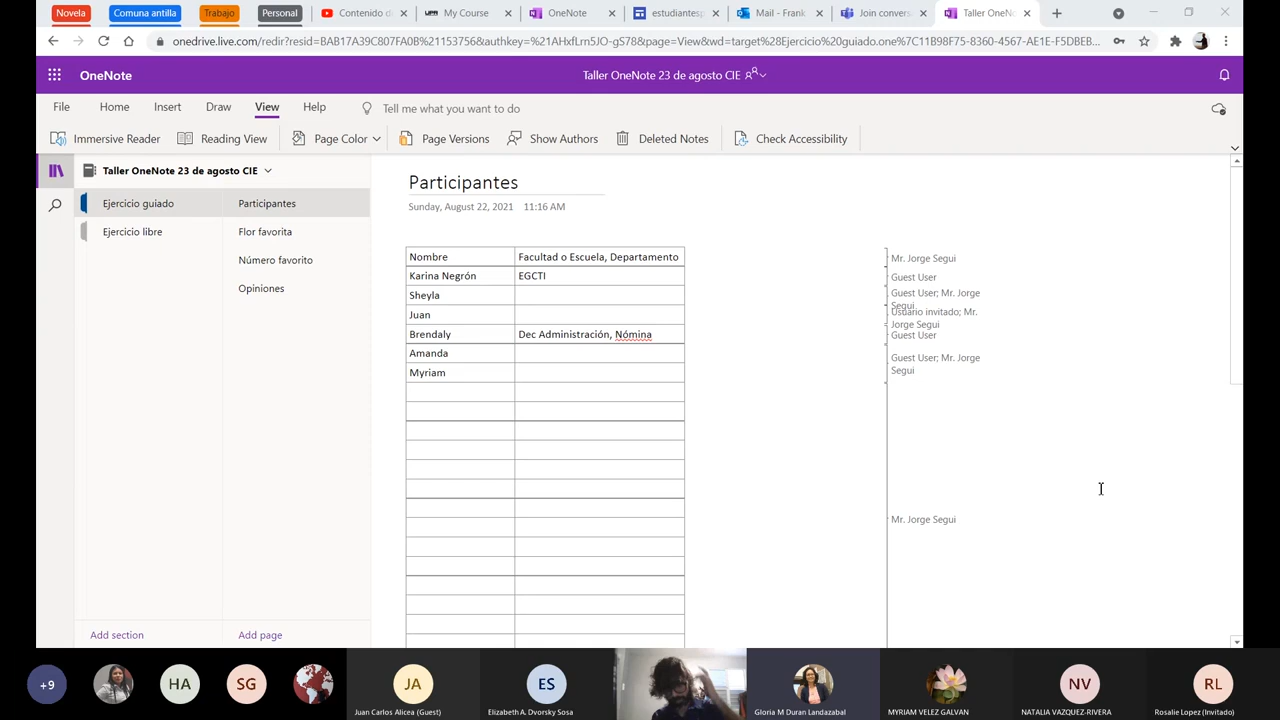 Novela
Comuna antilla
Trabajo
Personal
Contenido d
My Course
OneNote
estudiantesp
Mail - Frank
Join conver
Taller OneNo
onedrive.live.com/redir?resid=BAB17A39C807FA0B%21153756&authkey=%21AHxfLrn5JO-gS78&page=View&wd=target%28Ejercicio%20guiado.one%7C11B98F75-8360-4567-AE1E-F5DBEB...
OneNote
Taller OneNote 23 de agosto CIE
File Home Insert Draw View Help Tell me what you want to do
Immersive Reader Reading View Page Color Page Versions Show Authors Deleted Notes Check Accessibility
Taller OneNote 23 de agosto CIE
Ejercicio guiado
Ejercicio libre
Participantes
Flor favorita
Número favorito
Opiniones
Add section
Add page
Participantes
Sunday, August 22, 2021 11:16 AM
Nombre Facultad o Escuela, Departamento
Karina Negrón EGCTI
Sheyla
Juan
Brendaly Dec Administración, Nómina
Amanda
Myriam
Mr. Jorge Segui
Guest User
Guest User; Mr. Jorge
Segui
Usuario invitado; Mr.
Jorge Segui
Guest User
Guest User; Mr. Jorge
Segui
Mr. Jorge Segui
+9
HA
SG
JA
Juan Carlos Alicea (Guest)
ES
Elizabeth A. Dvorsky Sosa
Gloria M Duran Landazabal
MYRIAM VELEZ GALVAN
NV
NATALIA VAZQUEZ-RIVERA
RL
Rosalie Lopez (Invitado)